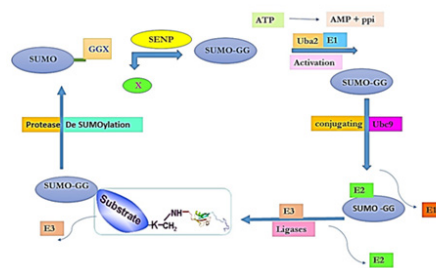 GGX
SUMO
SENP
X
SUMO-GG
ATP
AMP + ppi
Uba2 E1
Activation
SUMO-GG
conjugating Ubc9
E1
E2
SUMO -GG
E2
E3
Ligases
SUMO-GG
Substrate
K-CH2
NH
E3
Protease De SUMOylation